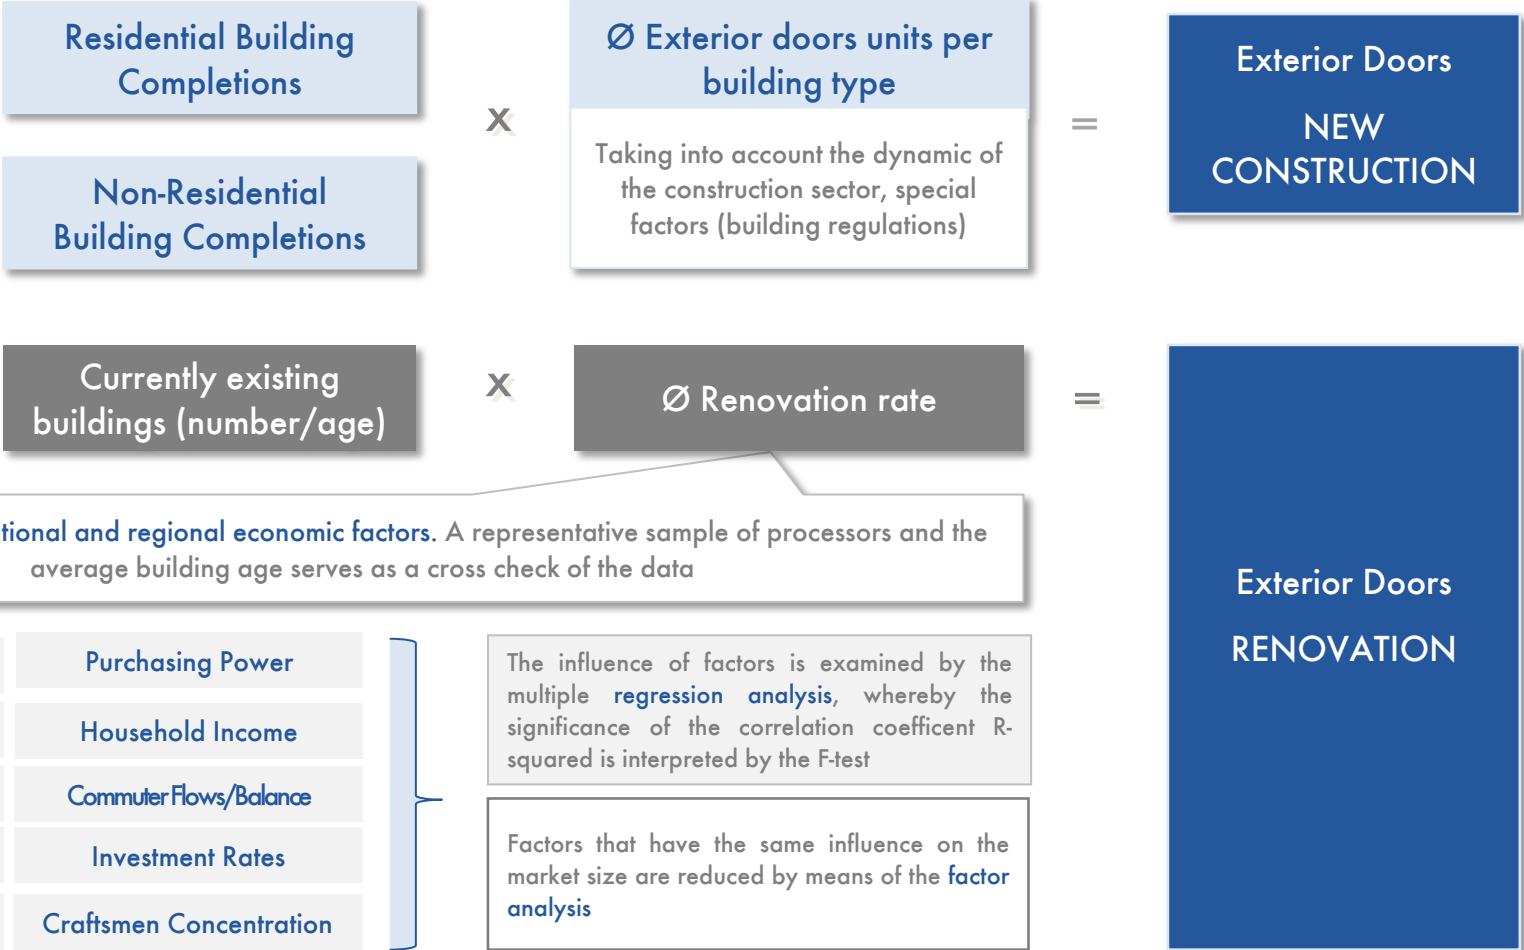 Residential Building
Completions
Non-Residential
Building Completions
x
Ø Exterior doors units per
building type
Taking into account the dynamic of
the construction sector, special
factors (building regulations)
=
Exterior Doors
NEW
CONSTRUCTION
Currently existing
buildings (number/age)
x
Ø Renovation rate
=
Exterior Doors
RENOVATION
tional and regional economic factors. A representative sample of processors and the
average building age serves as a cross check of the data
Purchasing Power
Household Income
Commuter Flows/Balance
Investment Rates
Craftsmen Concentration
The influence of factors is examined by the
multiple regression analysis, whereby the
significance of the correlation coefficent R-
squared is interpreted by the F-test
Factors that have the same influence on the
market size are reduced by means of the factor
analysis